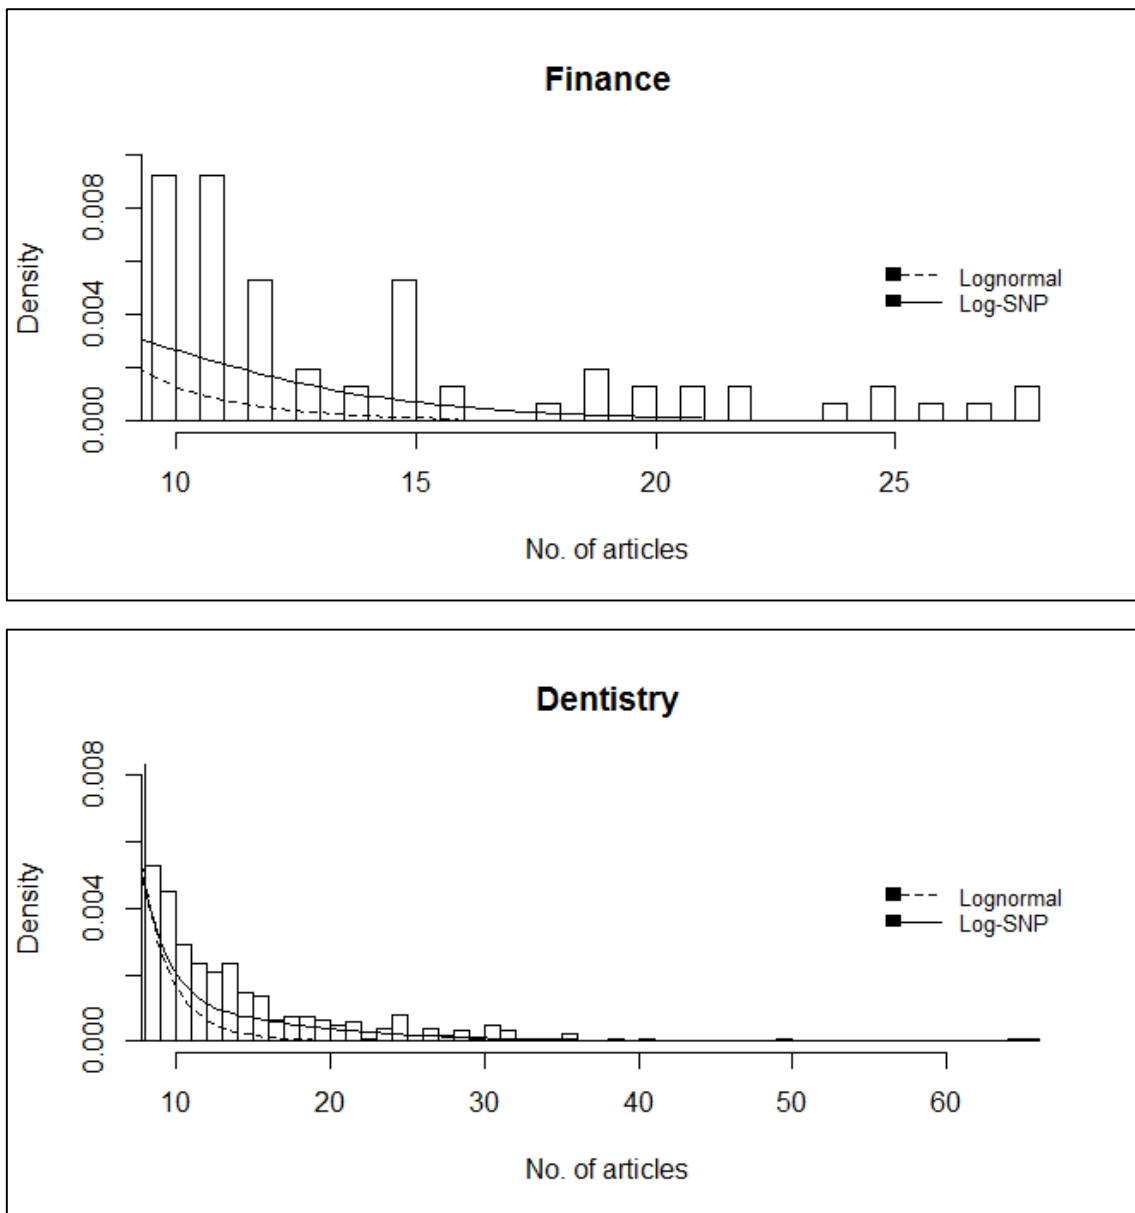 Finance
Density
0.008
0.004
0.000
Lognormal
Log-SNP
10 15 20 25
No. of articles
Dentistry
Density
0.008
0.004
0.000
Lognormal
Log-SNP
10 20 30 40 50 60
No. of articles